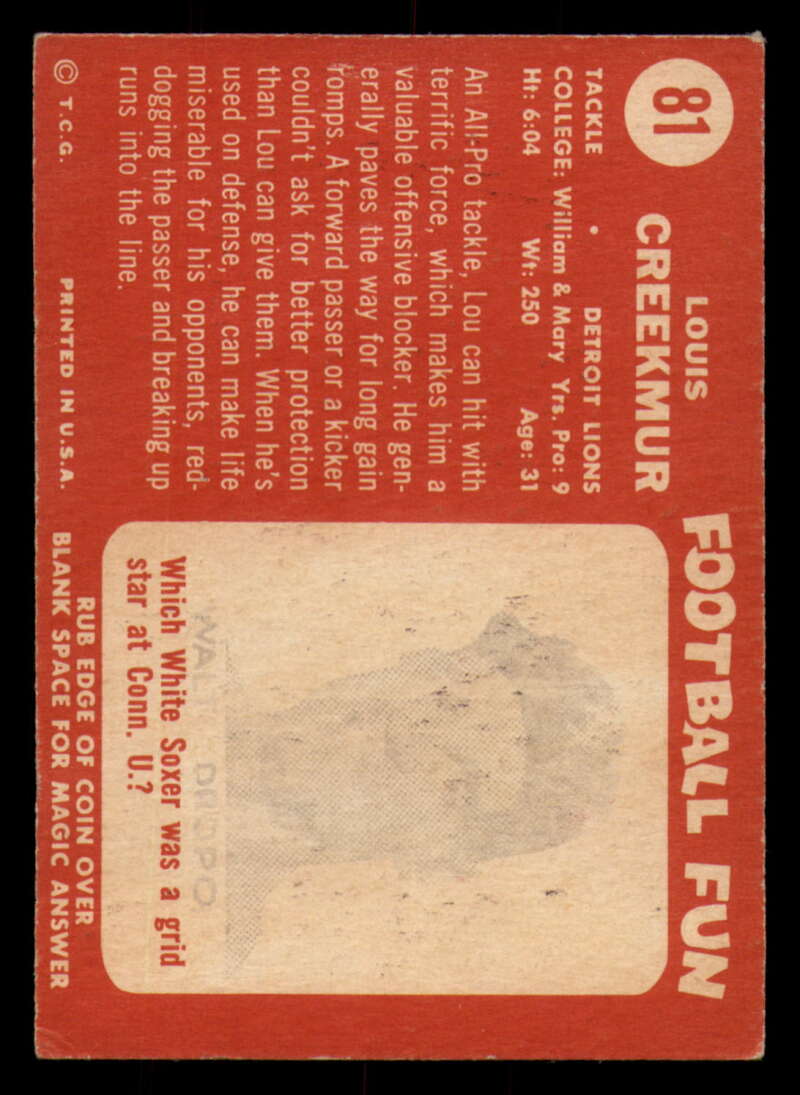 81
LOUIS
CREEKMUR
TACKLE • DETROIT LIONS
COLLEGE: William & Mary Yrs. Pro: 9
Ht: 6:04 Wt: 250 Age: 31
An All-Pro tackle, Lou can hit with
terrific force, which makes him a
valuable offensive blocker. He gen-
erally paves the way for long gain
romps. A forward passer or a kicker
couldn't ask for better protection
than Lou can give them. When he's
used on defense, he can make life
miserable for his opponents, red-
dogging the passer and breaking up
runs into the line.
© T.C.G. PRINTED IN U.S.A.
FOOTBALL FUN
WALT DROPO
Which White Soxer was a grid
star at Conn. U.?
RUB EDGE OF COIN OVER
BLANK SPACE FOR MAGIC ANSWER